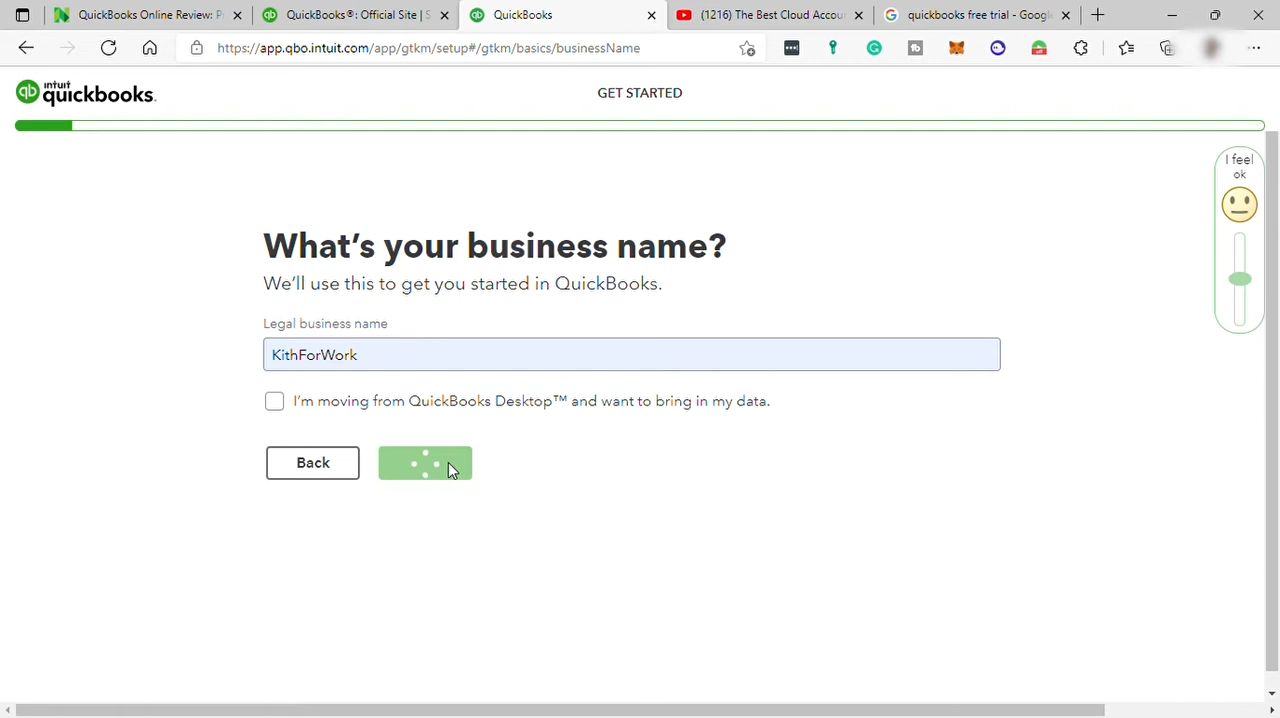 QuickBooks Online Review: P
QuickBooks®: Official Site | S
QuickBooks
(1216) The Best Cloud Accou
quickbooks free trial - Google
https://app.qbo.intuit.com/app/gtkm/setup#/gtkm/basics/businessName
intuit
quickbooks.
GET STARTED
I feel
ok
What's your business name?
We'll use this to get you started in QuickBooks.
Legal business name
KithForWork
I'm moving from QuickBooks Desktop™ and want to bring in my data.
Back